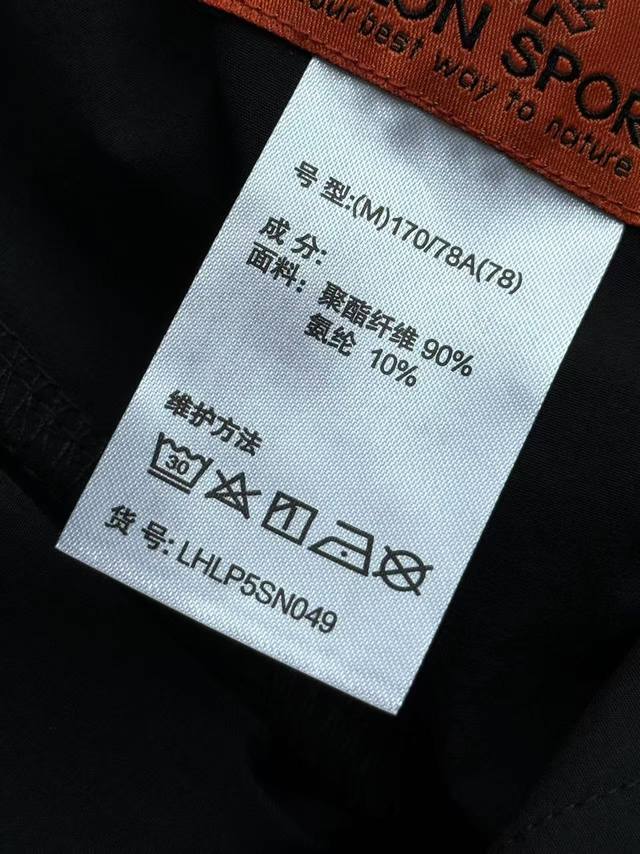 ON SPOR
our best way to nature
号 型:(M)170/78A(78)
成 分:
面料: 聚酯纤维 90%
氨纶 10%
维护方法
30
货 号: LHLP5SN049